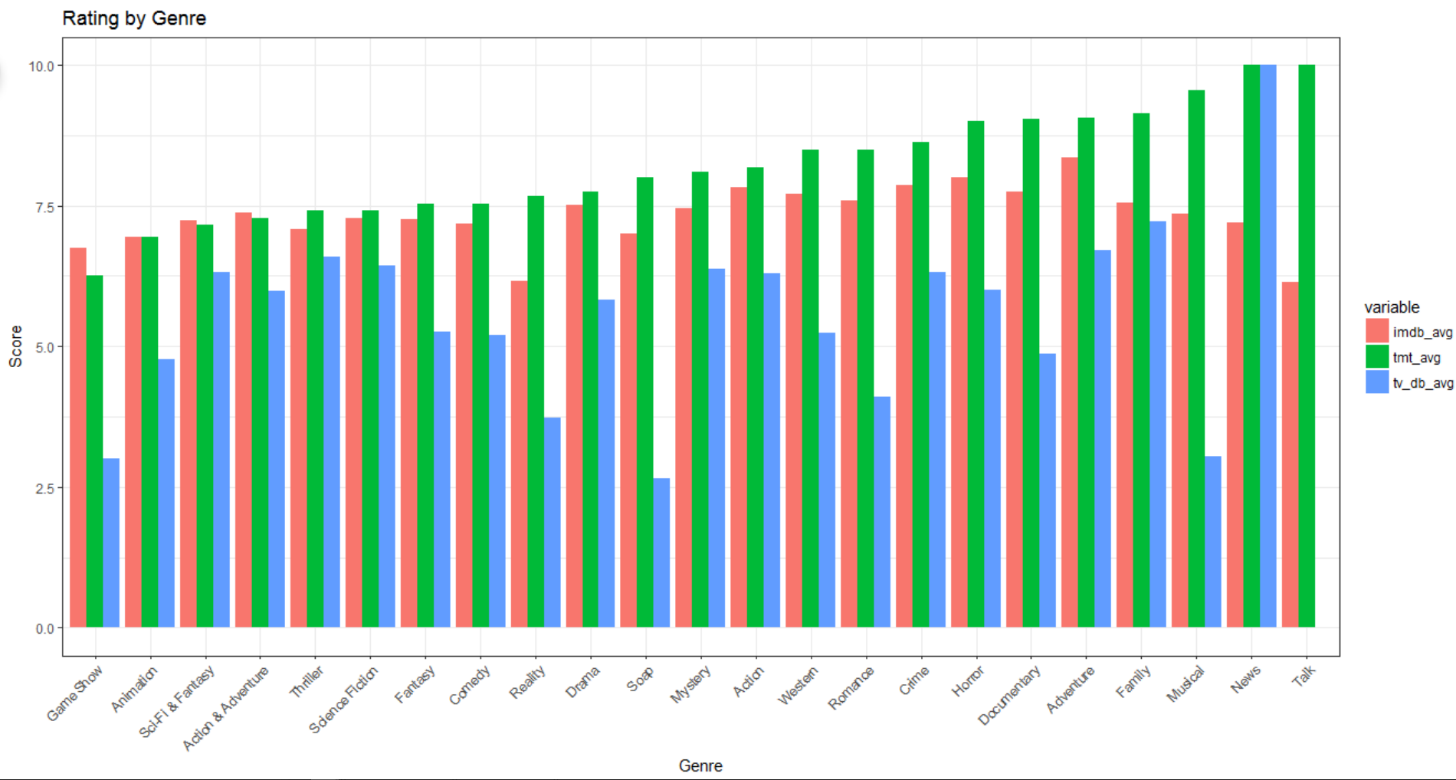 Rating by Genre
10.0
7.5
5.0
2.5
0.0
Score
Game Show
Animation
Sci-Fi & Fantasy
Action & Adventure
Thriller
Science Fiction
Fantasy
Comedy
Reality
Drama
Soap
Mystery
Action
Western
Romance
Crime
Horror
Documentary
Adventure
Family
Musical
News
Talk
Genre
variable
imdb_avg
tmt_avg
tv_db_avg